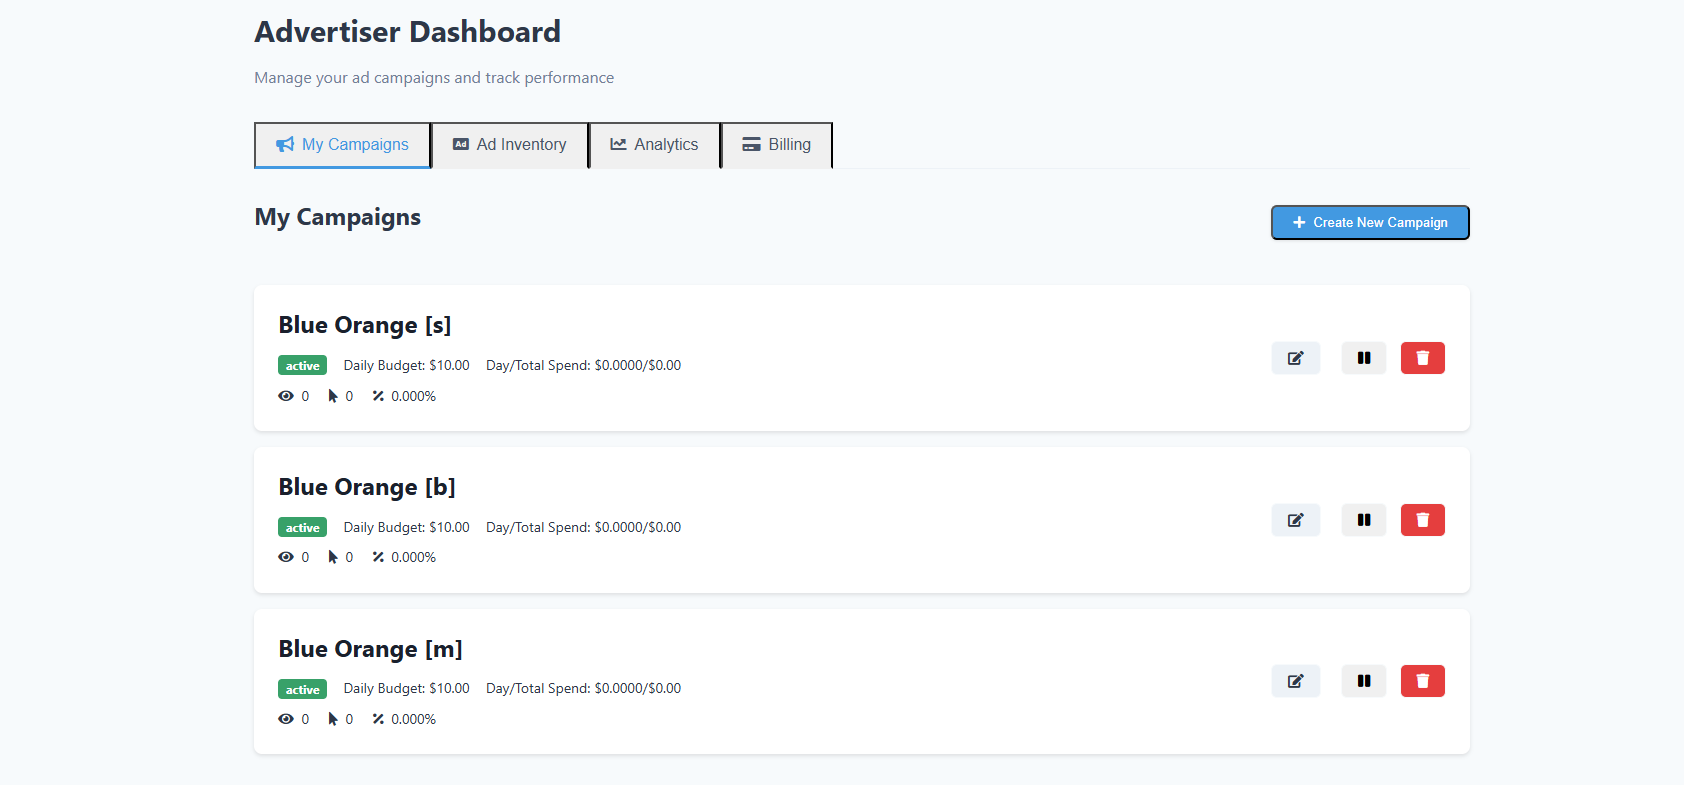 Advertiser Dashboard
Manage your ad campaigns and track performance
My Campaigns
Ad Inventory
Analytics
Billing
My Campaigns
Create New Campaign
Blue Orange [s]
active Daily Budget: $10.00 Day/Total Spend: $0.0000/$0.00
0 0 0.000%
Blue Orange [b]
active Daily Budget: $10.00 Day/Total Spend: $0.0000/$0.00
0 0 0.000%
Blue Orange [m]
active Daily Budget: $10.00 Day/Total Spend: $0.0000/$0.00
0 0 0.000%